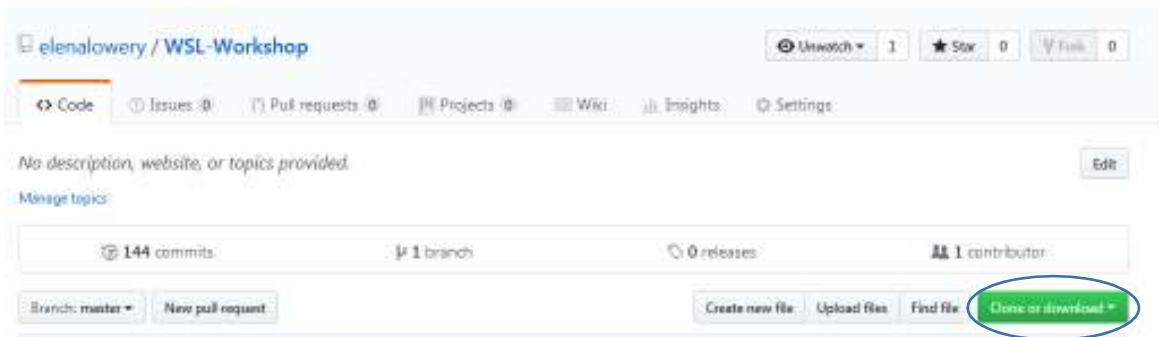 elenalowery / WSL-Workshop
Unwatch 1 Star 0 Fork 0
Code Issues 0 Pull requests 0 Projects 0 Wiki Insights Settings
No description, website, or topics provided.
Edit
Manage topics
144 commits 1 branch 0 releases 1 contributor
Branch: master New pull request Create new file Upload files Find file Clone or download